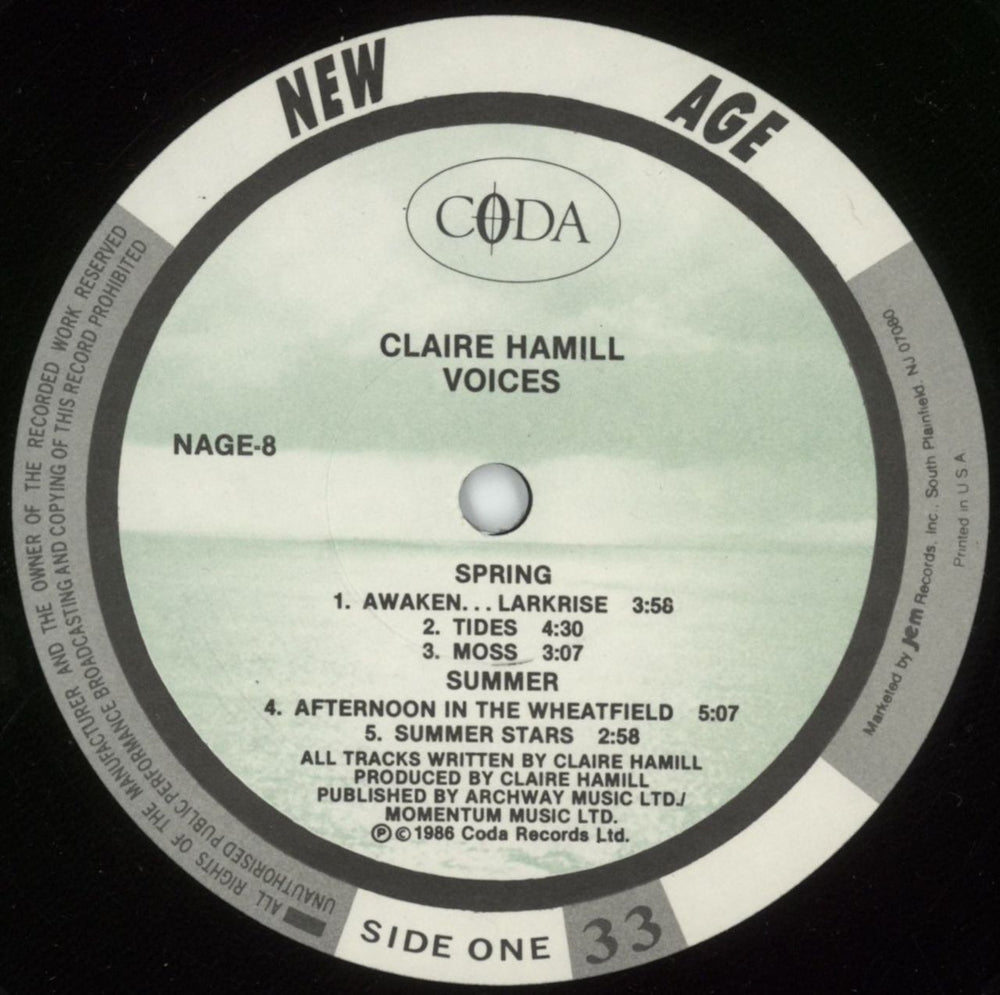 NEW AGE
CODA
CLAIRE HAMILL
VOICES
NAGE-8
SPRING
1. AWAKEN... LARKRISE 3:58
2. TIDES 4:30
3. MOSS 3:07
SUMMER
4. AFTERNOON IN THE WHEATFIELD 5:07
5. SUMMER STARS 2:58
ALL TRACKS WRITTEN BY CLAIRE HAMILL
PRODUCED BY CLAIRE HAMILL
PUBLISHED BY ARCHWAY MUSIC LTD./
MOMENTUM MUSIC LTD.
℗©1986 Coda Records Ltd.
ALL RIGHTS OF THE MANUFACTURER AND THE OWNER OF THE RECORDED WORK RESERVED
UNAUTHORISED PUBLIC PERFORMANCE BROADCASTING AND COPYING OF THIS RECORD PROHIBITED
Marketed by Jem Records, Inc., South Plainfield, NJ 07080
Printed in U S A
SIDE ONE 33